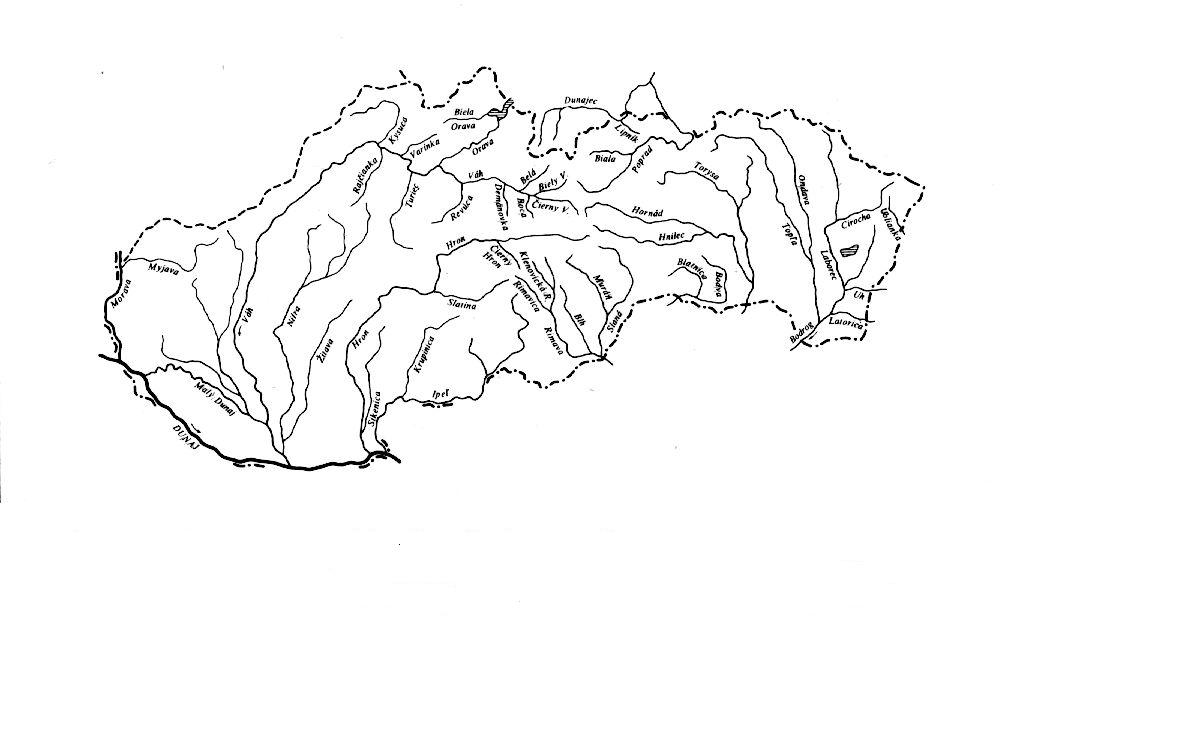 Dunajec
Biela
Orava
Kysuca
Varínka
Orava
Lipník
Rajčianka
Biala
Poprad
Turiec
Váh
Belá
Biely V.
Torysa
Ondava
Revúca
Demänovka
Boca
Čierny V.
Hornád
Cirocha
Topľa
Hnilec
Hron
Čierny
Hron
Klenovická R.
Myjava
Blatnica
Bodva
Laborec
Morava
Muráň
Rimavica
Uh
Slatina
Váh
Nitra
Blh
Slaná
Latorica
Bodrog
Rimava
Hron
Žitava
Krupinica
Malý Dunaj
Sikenica
Ipeľ
DUNAJ